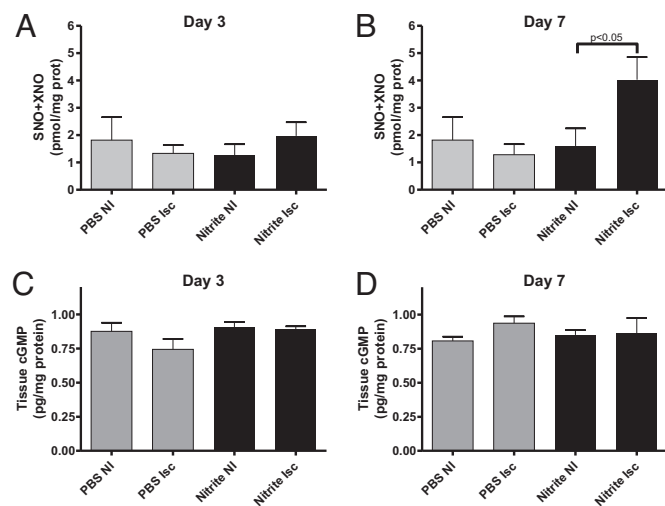 A
Day 3
SNO+XNO
(pmol/mg prot)
6
5
4
3
2
1
0
PBS NI
PBS Isc
Nitrite NI
Nitrite Isc
B
Day 7
p<0.05
SNO+XNO
(pmol/mg prot)
6
5
4
3
2
1
0
PBS NI
PBS Isc
Nitrite NI
Nitrite Isc
C
Day 3
Tissue cGMP
(pg/mg protein)
1.00
0.75
0.50
0.25
0.00
PBS NI
PBS Isc
Nitrite NI
Nitrite Isc
D
Day 7
Tissue cGMP
(pg/mg protein)
1.00
0.75
0.50
0.25
0.00
PBS NI
PBS Isc
Nitrite NI
Nitrite Isc